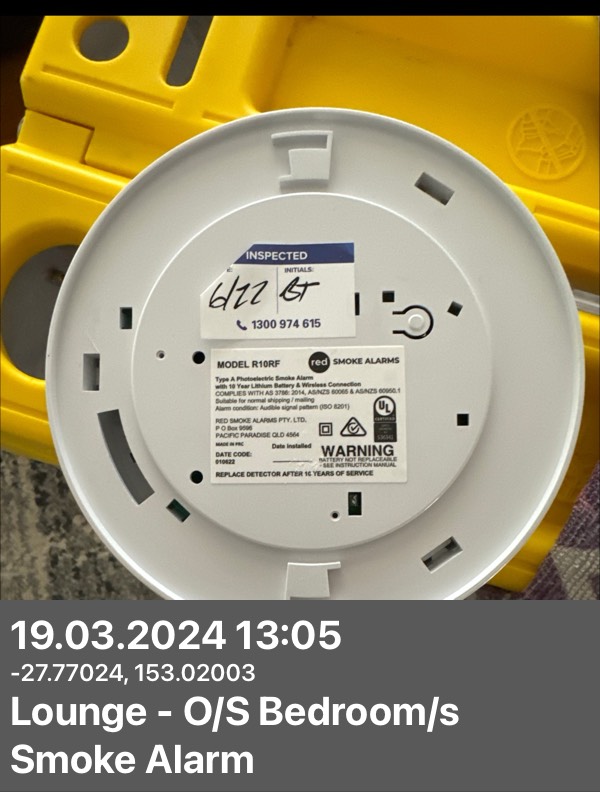 INSPECTED
INITIALS:
6/22 BT
1300 974 615
MODEL R10RF red SMOKE ALARMS
Type A Photoelectric Smoke Alarm
with 10 Year Lithium Battery & Wireless Connection
COMPLIES WITH AS 3786: 2014, AS/NZS 60065 & AS/NZS 60950.1
Suitable for normal shipping / mailing
Alarm condition: Audible signal pattern (ISO 8201)
RED SMOKE ALARMS PTY. LTD.
P O Box 9598
PACIFIC PARADISE QLD 4564
UL
MADE IN PRC
Date Installed
DATE CODE:
010622
WARNING
BATTERY NOT REPLACEABLE
- SEE INSTRUCTION MANUAL
REPLACE DETECTOR AFTER 10 YEARS OF SERVICE
19.03.2024 13:05
-27.77024, 153.02003
Lounge - O/S Bedroom/s
Smoke Alarm